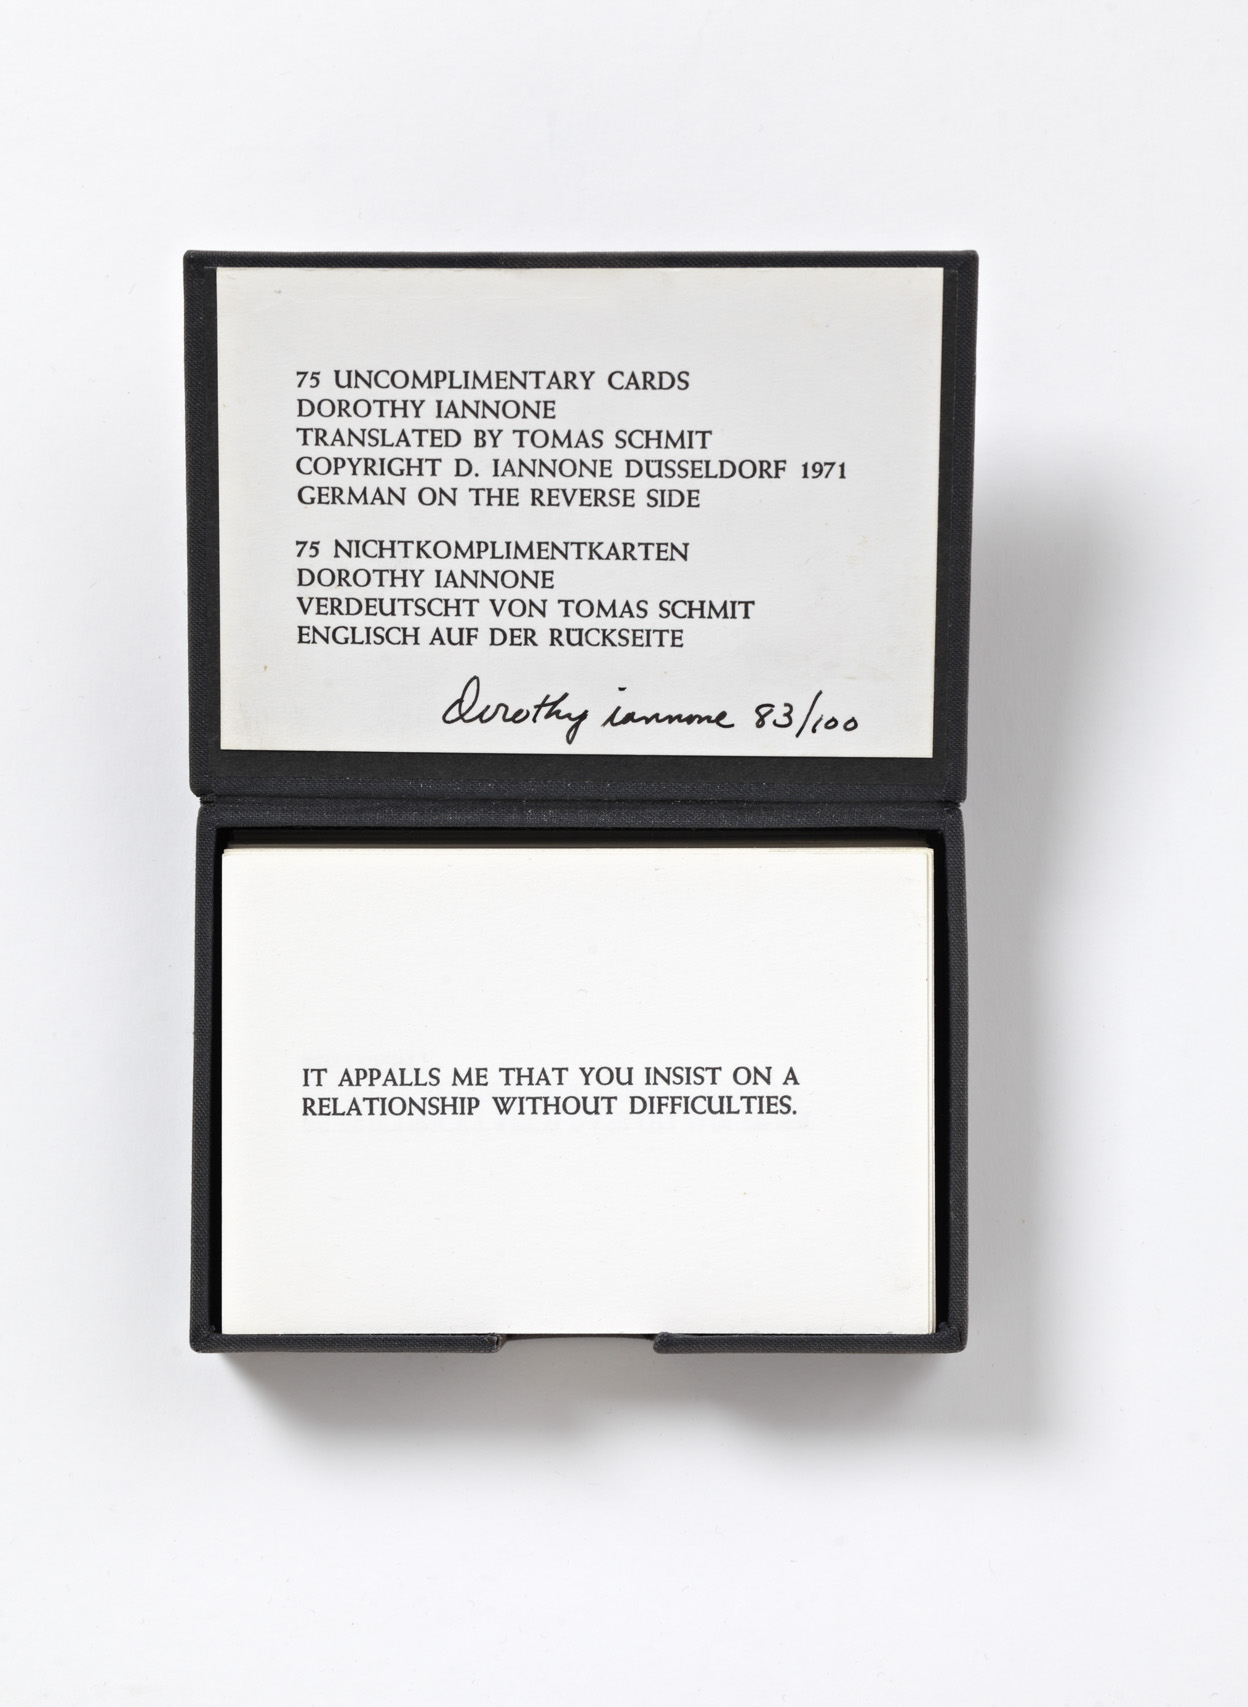 75 UNCOMPLIMENTARY CARDS
DOROTHY IANNONE
TRANSLATED BY TOMAS SCHMIT
COPYRIGHT D. IANNONE DÜSSELDORF 1971
GERMAN ON THE REVERSE SIDE
75 NICHTKOMPLIMENTKARTEN
DOROTHY IANNONE
VERDEUTSCHT VON TOMAS SCHMIT
ENGLISCH AUF DER RÜCKSEITE
Dorothy iannone 83/100
IT APPALLS ME THAT YOU INSIST ON A
RELATIONSHIP WITHOUT DIFFICULTIES.